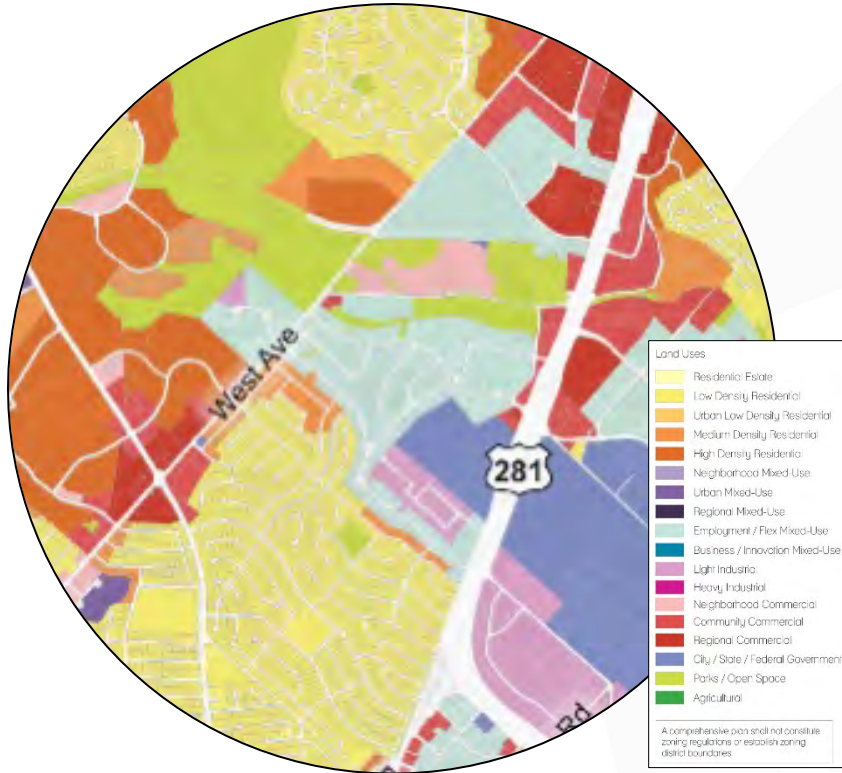 West Ave
281
Rd
Land Uses
Residential Estate
Low Density Residential
Urban Low Density Residential
Medium Density Residential
High Density Residential
Neighborhood Mixed-Use
Urban Mixed-Use
Regional Mixed-Use
Employment / Flex Mixed-Use
Business / Innovation Mixed-Use
Light Industrial
Heavy Industrial
Neighborhood Commercial
Community Commercial
Regional Commercial
City / State / Federal Government
Parks / Open Space
Agricultural
A comprehensive plan shall not constitute
zoning regulations or establish zoning
district boundaries.